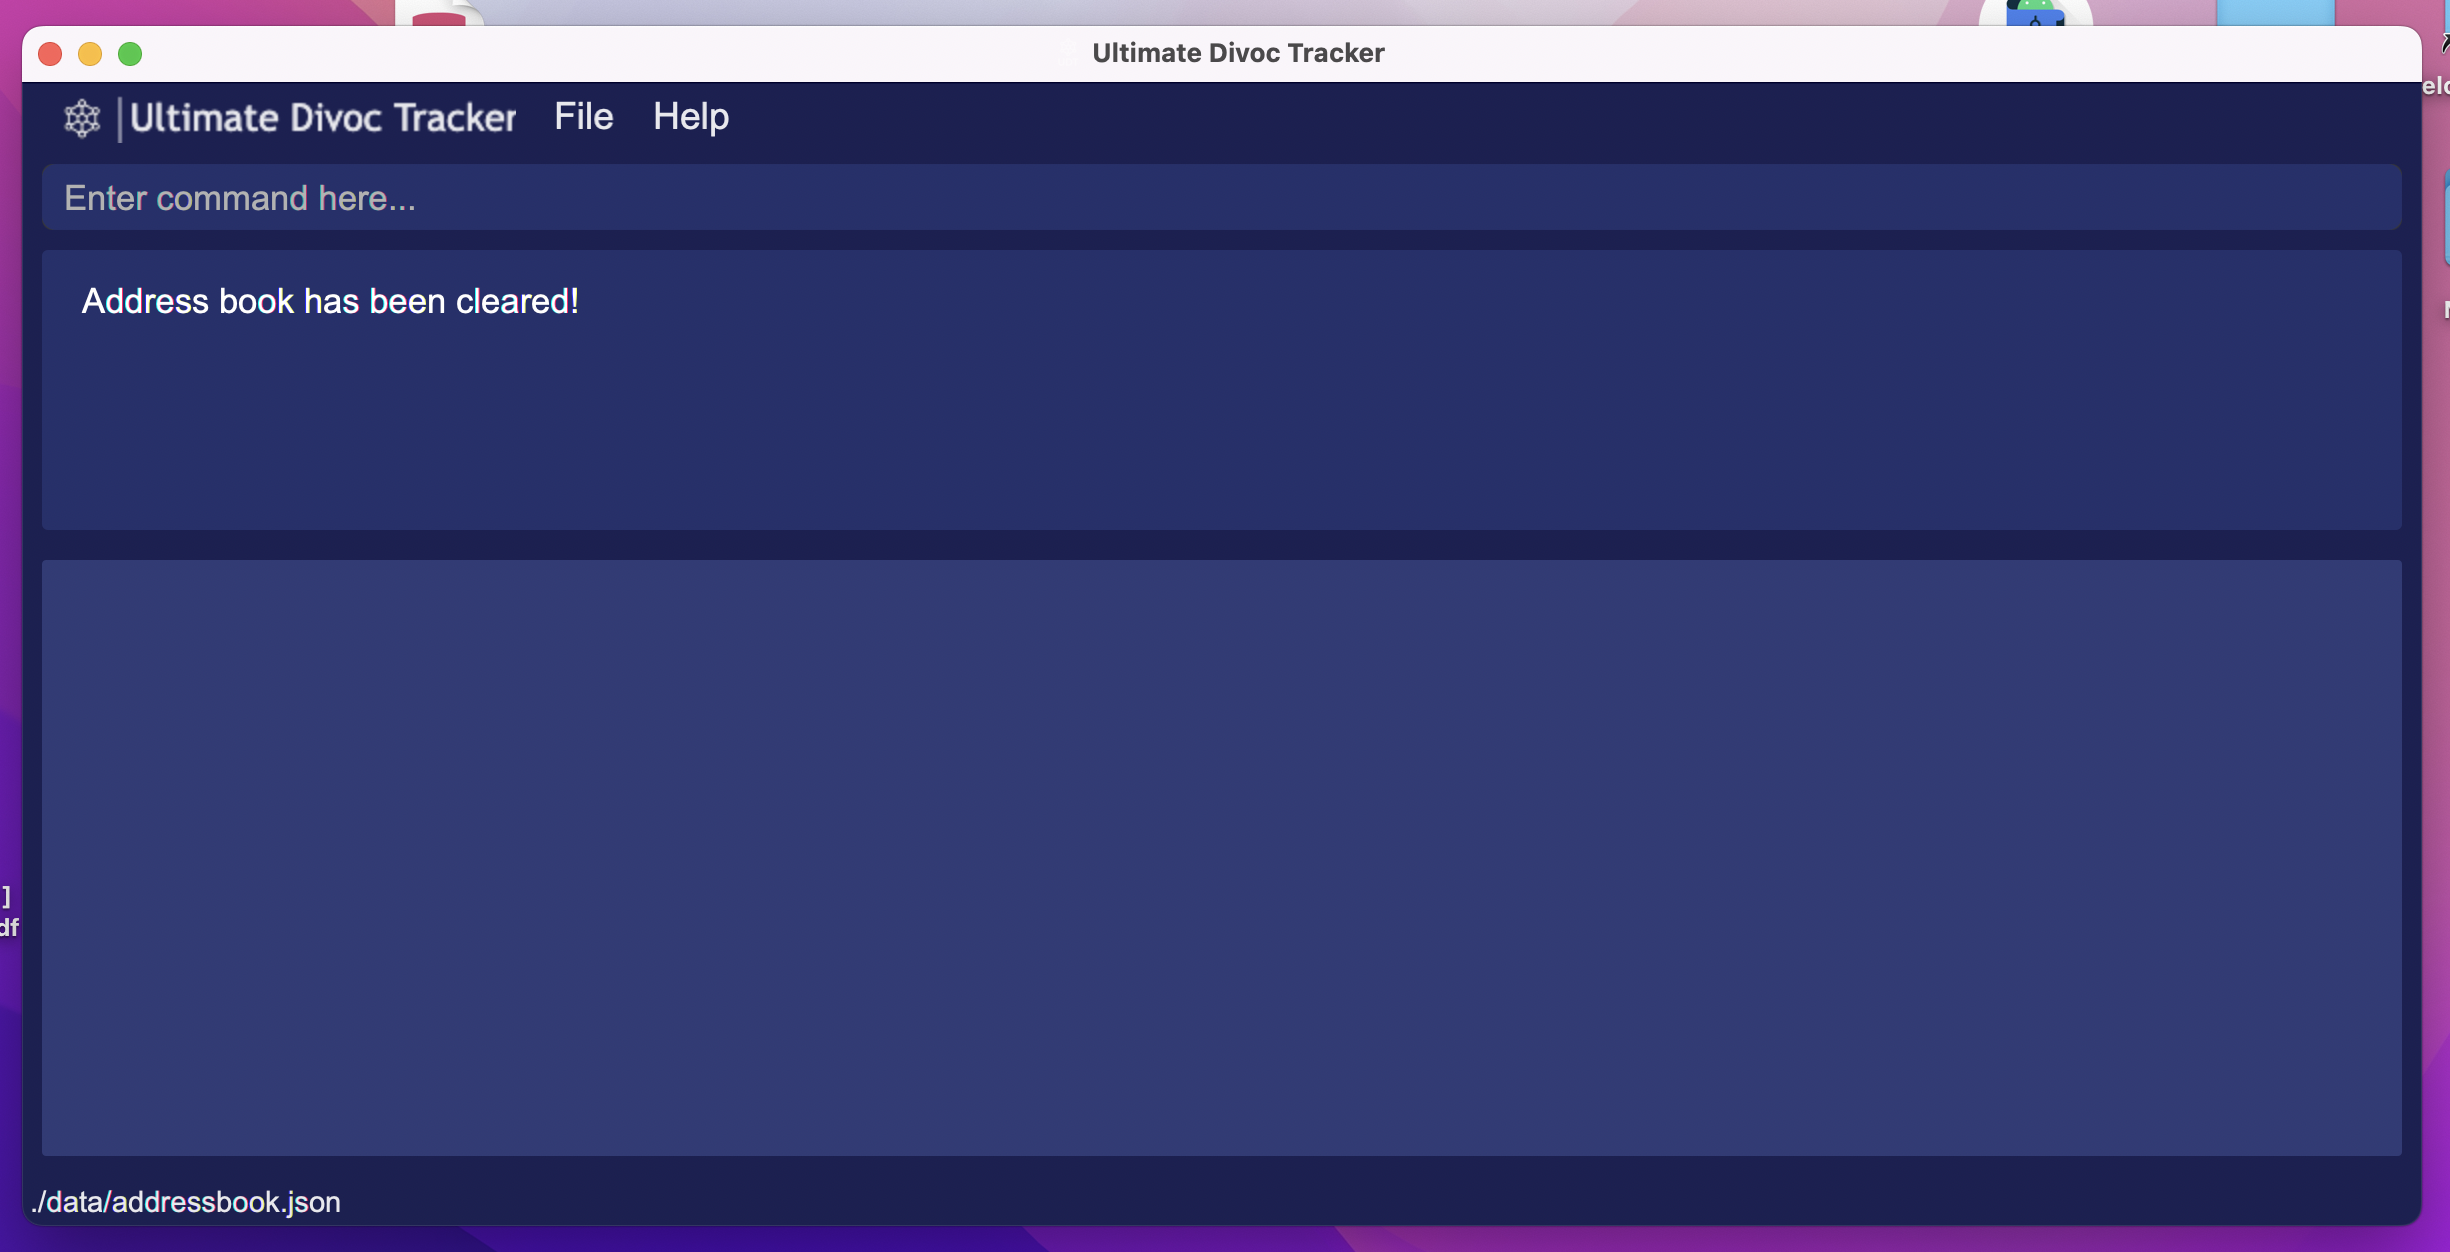 Ultimate Divoc Tracker
Ultimate Divoc Tracker File Help
Enter command here...
Address book has been cleared!
]
df
./data/addressbook.json